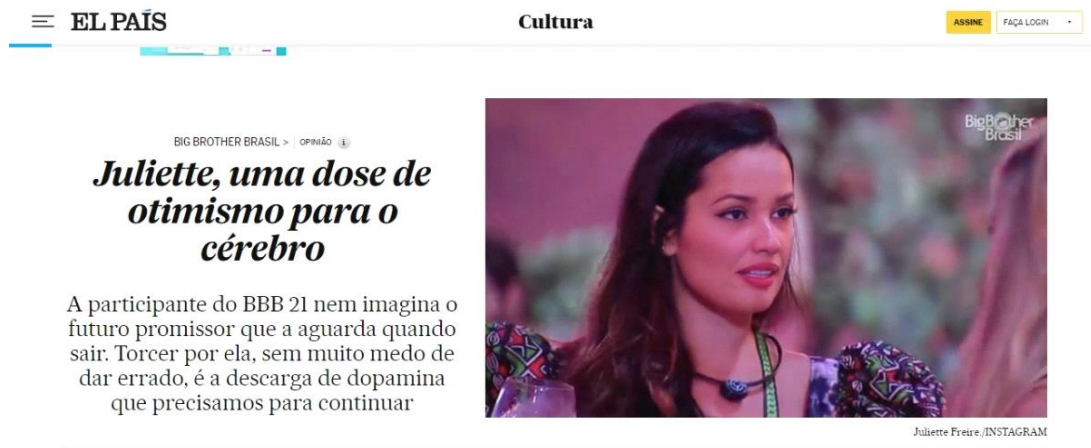 EL PAÍS
Cultura
ASSINE
FAÇA LOGIN
BIG BROTHER BRASIL > | OPINIÃO i
Juliette, uma dose de
otimismo para o
cérebro
A participante do BBB 21 nem imagina o
futuro promissor que a aguarda quando
sair. Torcer por ela, sem muito medo de
dar errado, é a descarga de dopamina
que precisamos para continuar
BigBrother
Brasil
Juliette Freire./INSTAGRAM